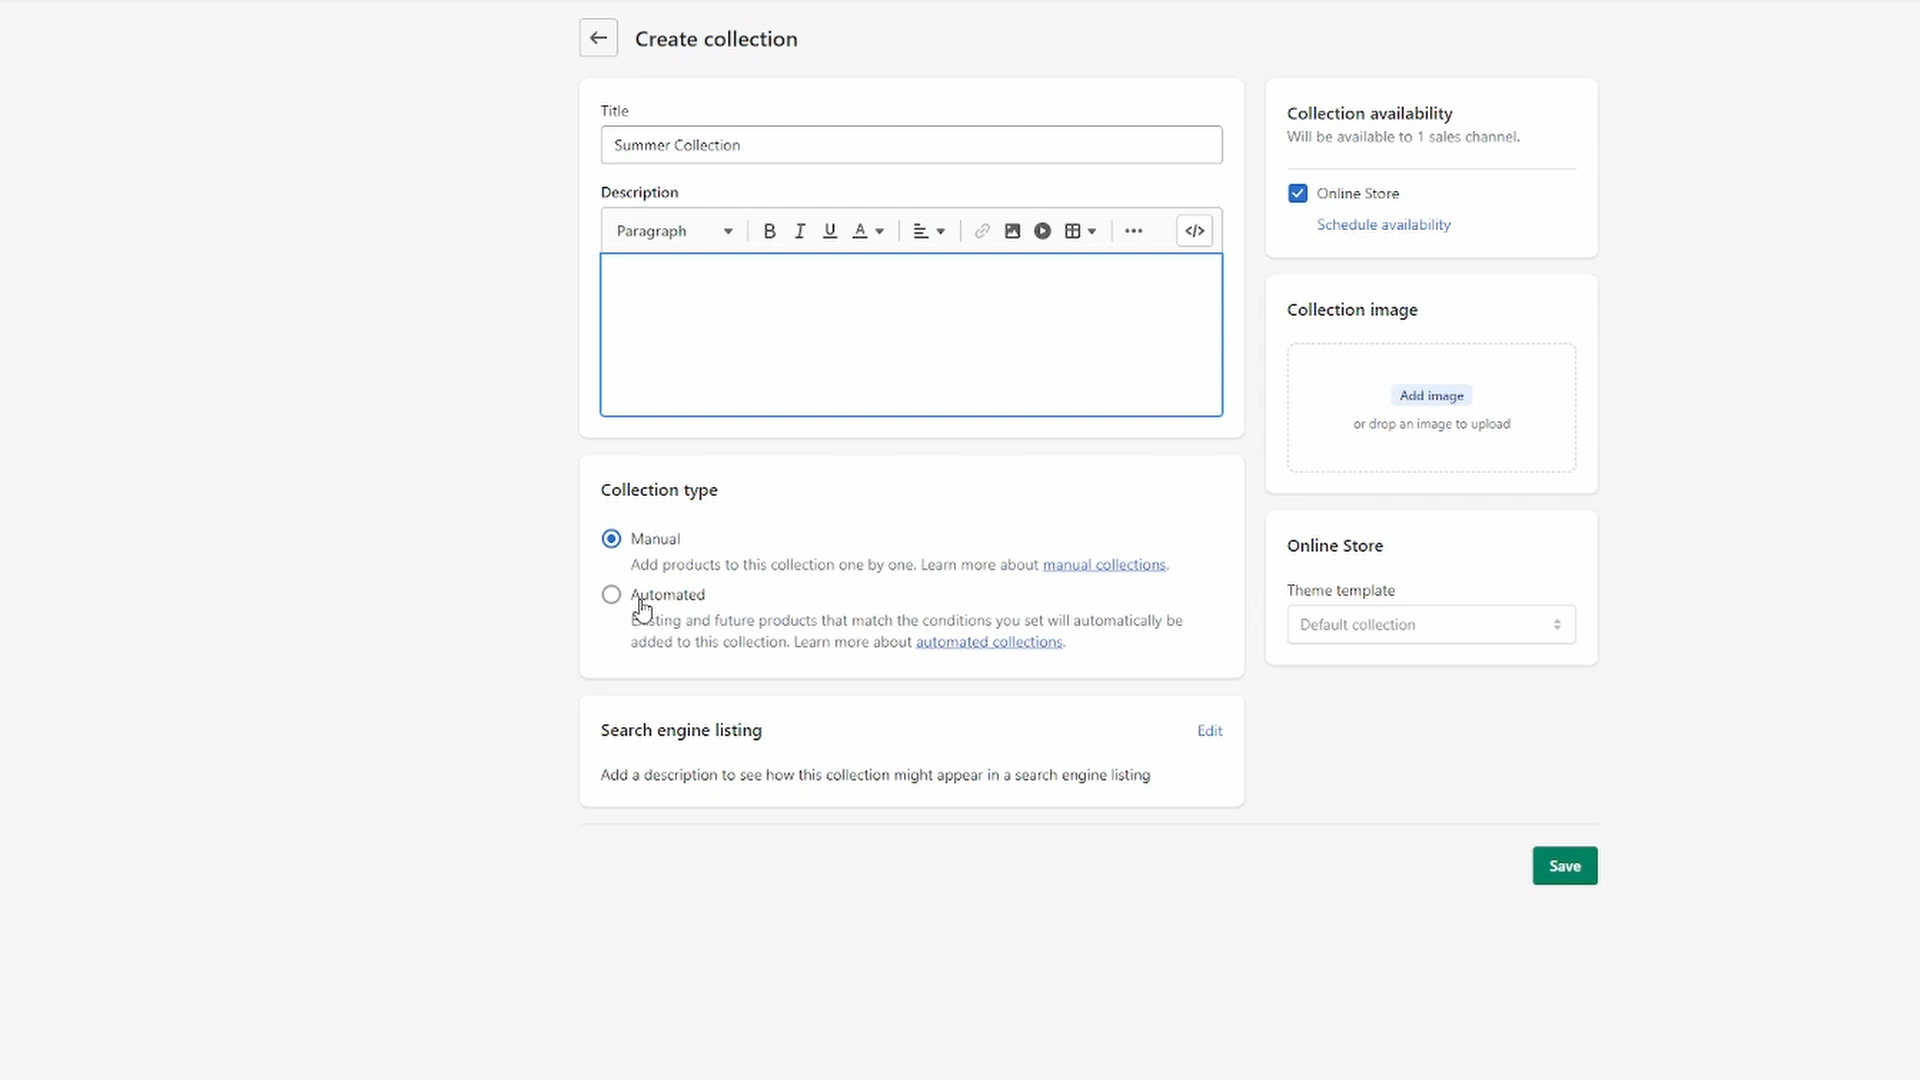 Create collection
Title
Summer Collection
Description
Paragraph
Collection type
Manual
Add products to this collection one by one. Learn more about manual collections.
Automated
Existing and future products that match the conditions you set will automatically be
added to this collection. Learn more about automated collections.
Search engine listing
Edit
Add a description to see how this collection might appear in a search engine listing
Collection availability
Will be available to 1 sales channel.
Online Store
Schedule availability
Collection image
Add image
or drop an image to upload
Online Store
Theme template
Default collection
Save